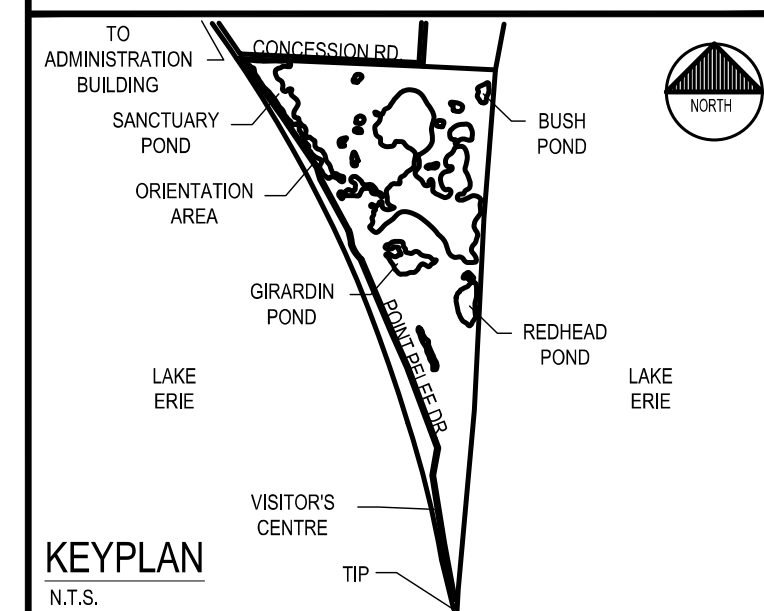 TO
ADMINISTRATION
BUILDING
CONCESSION RD.
NORTH
SANCTUARY
POND
BUSH
POND
ORIENTATION
AREA
GIRARDIN
POND
POINT PELEE DR
REDHEAD
POND
LAKE
ERIE
LAKE
ERIE
VISITOR'S
CENTRE
KEYPLAN
TIP
N.T.S.